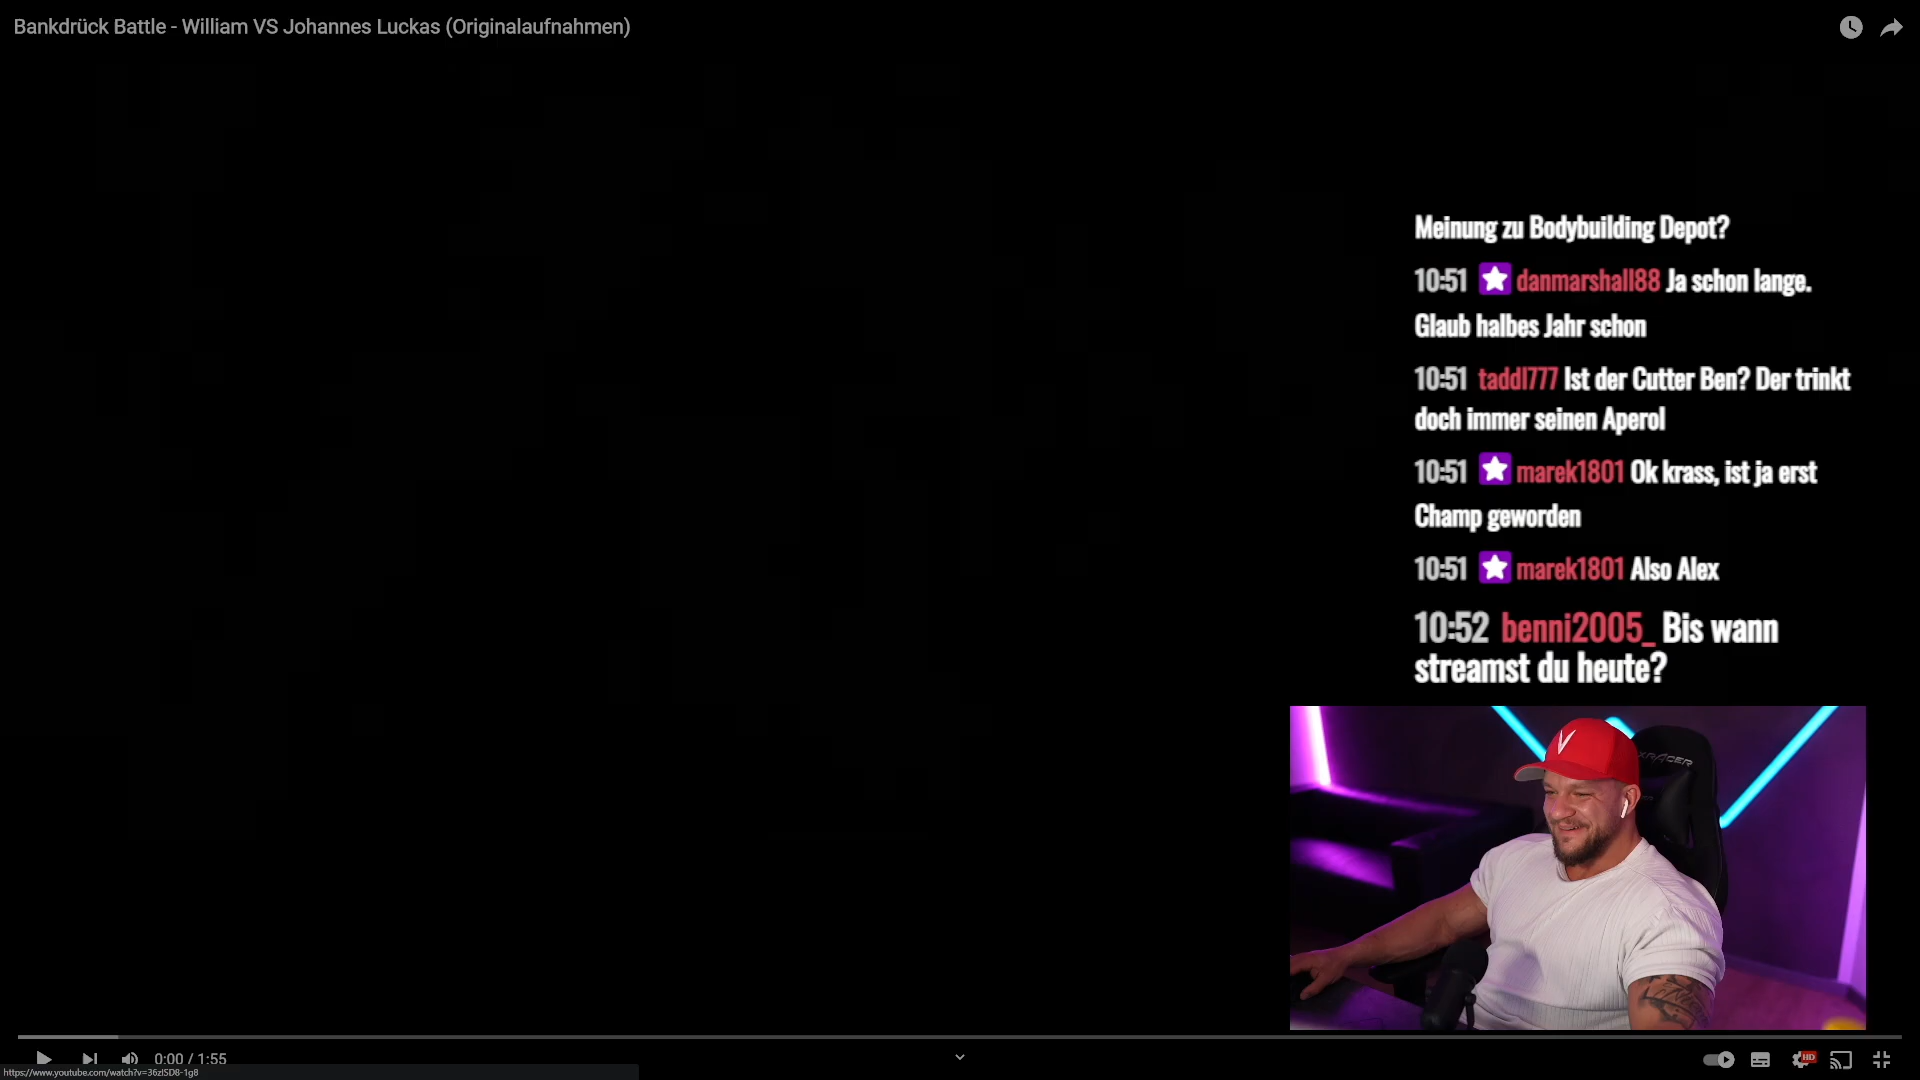 Bankdrück Battle - William VS Johannes Luckas (Originalaufnahmen)
Meinung zu Bodybuilding Depot?
10:51 danmarshall88 Ja schon lange.
Glaub halbes Jahr schon
10:51 taddl777 Ist der Cutter Ben? Der trinkt
doch immer seinen Aperol
10:51 marek1801 Ok krass, ist ja erst
Champ geworden
10:51 marek1801 Also Alex
10:52 benni2005_ Bis wann
streamst du heute?
0:00 / 1:55
HD